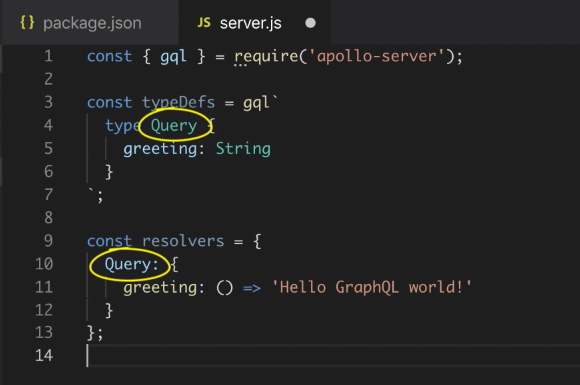 { } package.json JS server.js
1 const { gql } = require('apollo-server');
2
3 const typeDefs = gql`
4 type Query {
5 greeting: String
6 }
7 `;
8
9 const resolvers = {
10 Query: {
11 greeting: () => 'Hello GraphQL world!'
12 }
13 };
14